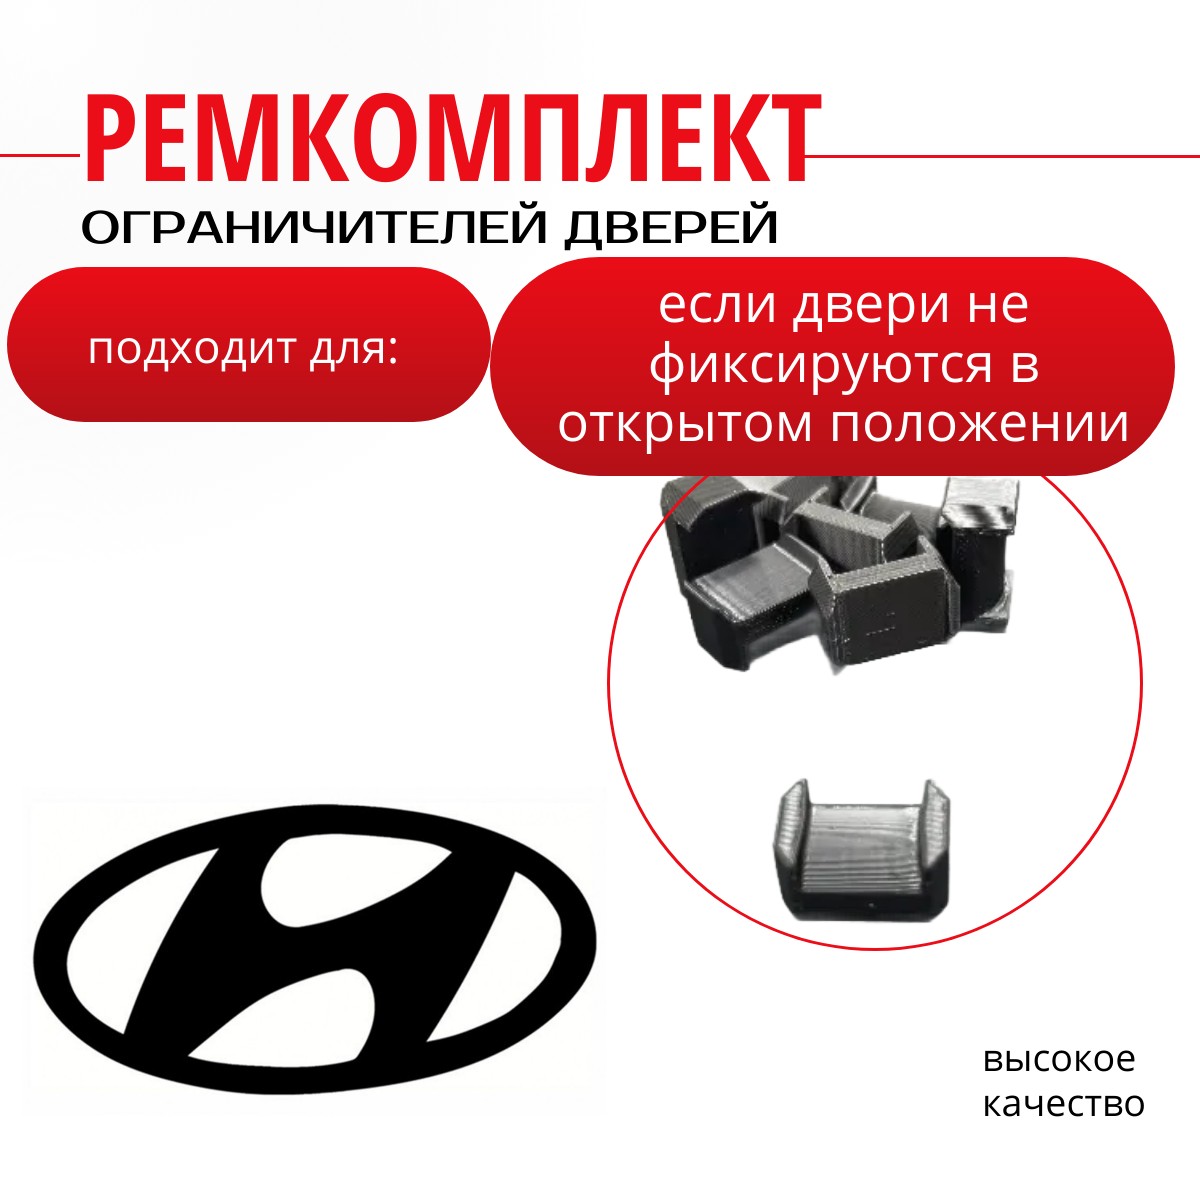 РЕМКОМПЛЕКТ
ОГРАНИЧИТЕЛЕЙ ДВЕРЕЙ
подходит для:
если двери не
фиксируются в
открытом положении
высокое
качество